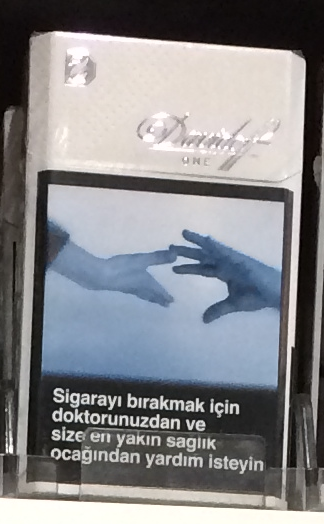 Davidoff
ONE
Sigarayı bırakmak için
doktorunuzdan ve
size en yakın sağlık
ocağından yardım isteyin